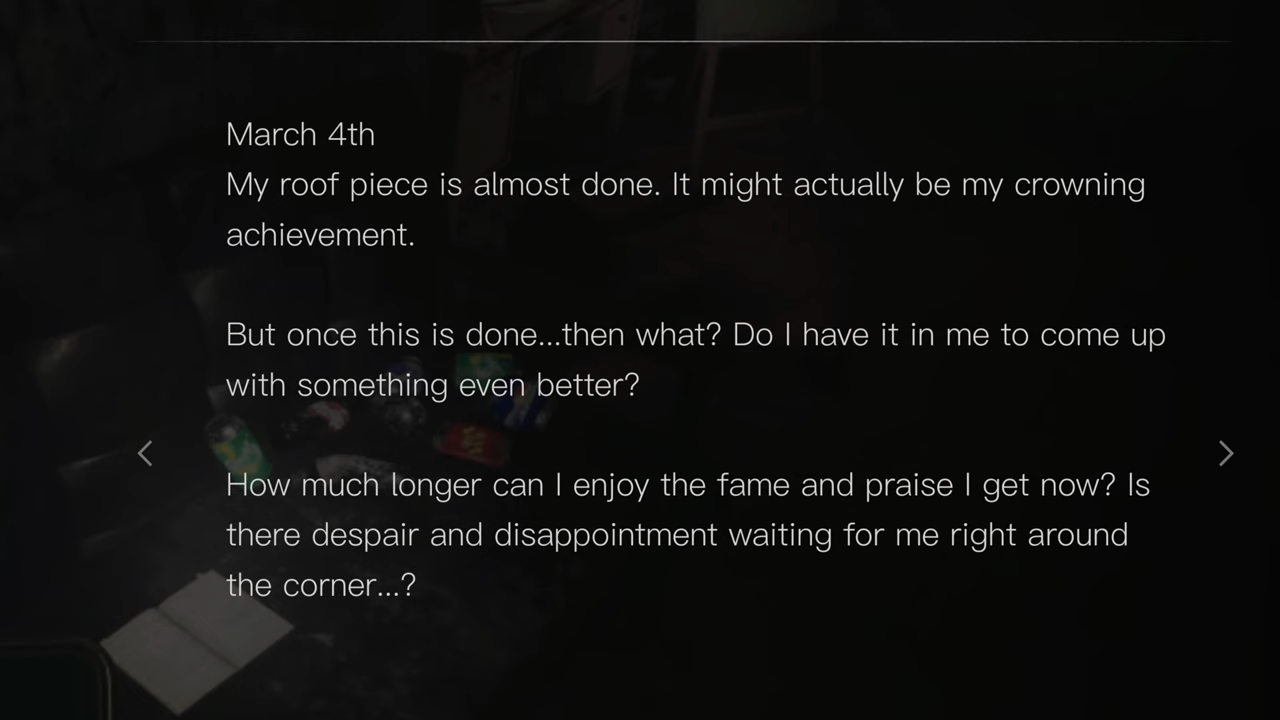 March 4th
My roof piece is almost done. It might actually be my crowning
achievement.
But once this is done...then what? Do I have it in me to come up
with something even better?
How much longer can I enjoy the fame and praise I get now? Is
there despair and disappointment waiting for me right around
the corner...?